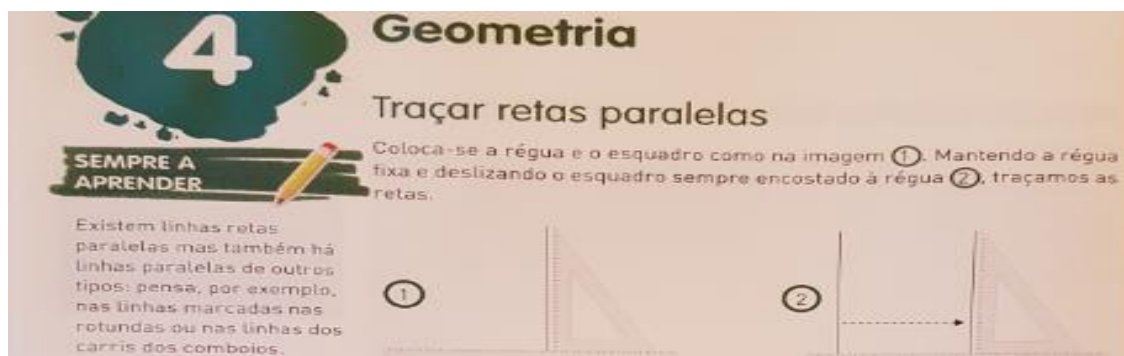 4
Geometria
Traçar retas paralelas
Coloca-se a régua e o esquadro como na imagem ①. Mantendo a régua
fixa e deslizando o esquadro sempre encostado à régua ②, traçamos as
retas.
SEMPRE A
APRENDER
Existem linhas retas
paralelas mas também há
linhas paralelas de outros
tipos: pensa, por exemplo,
nas linhas marcadas nas
rotundas ou nas linhas dos
carris dos comboios.
1
2